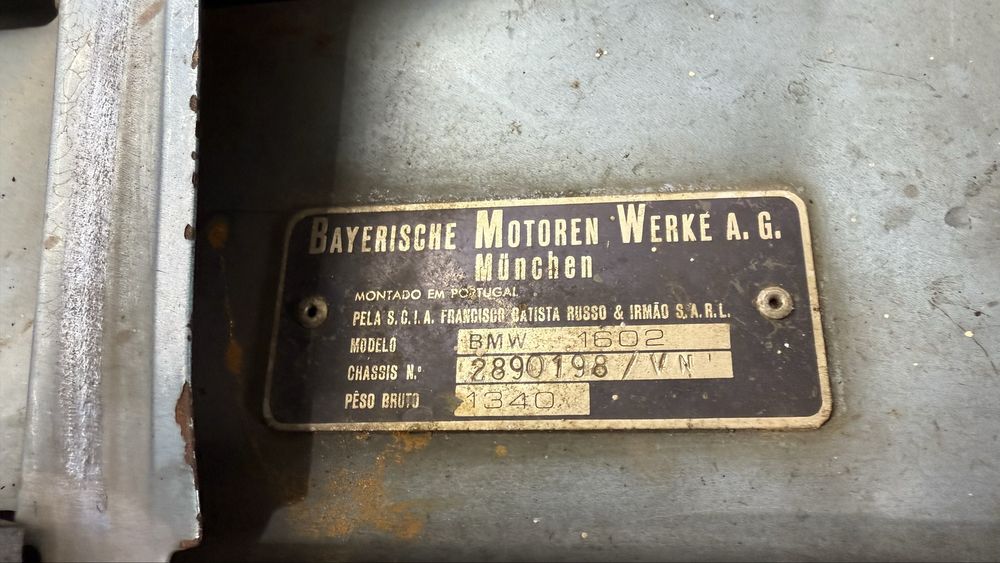 BAYERISCHE MOTOREN WERKE A. G.
München
MONTADO EM PORTUGAL
PELA S.C.I.A. FRANCISCO BATISTA RUSSO & IRMÃO S.A.R.L.
MODELO BMW 1602
CHASSIS N.º 2890198/VN
PÊSO BRUTO 1340